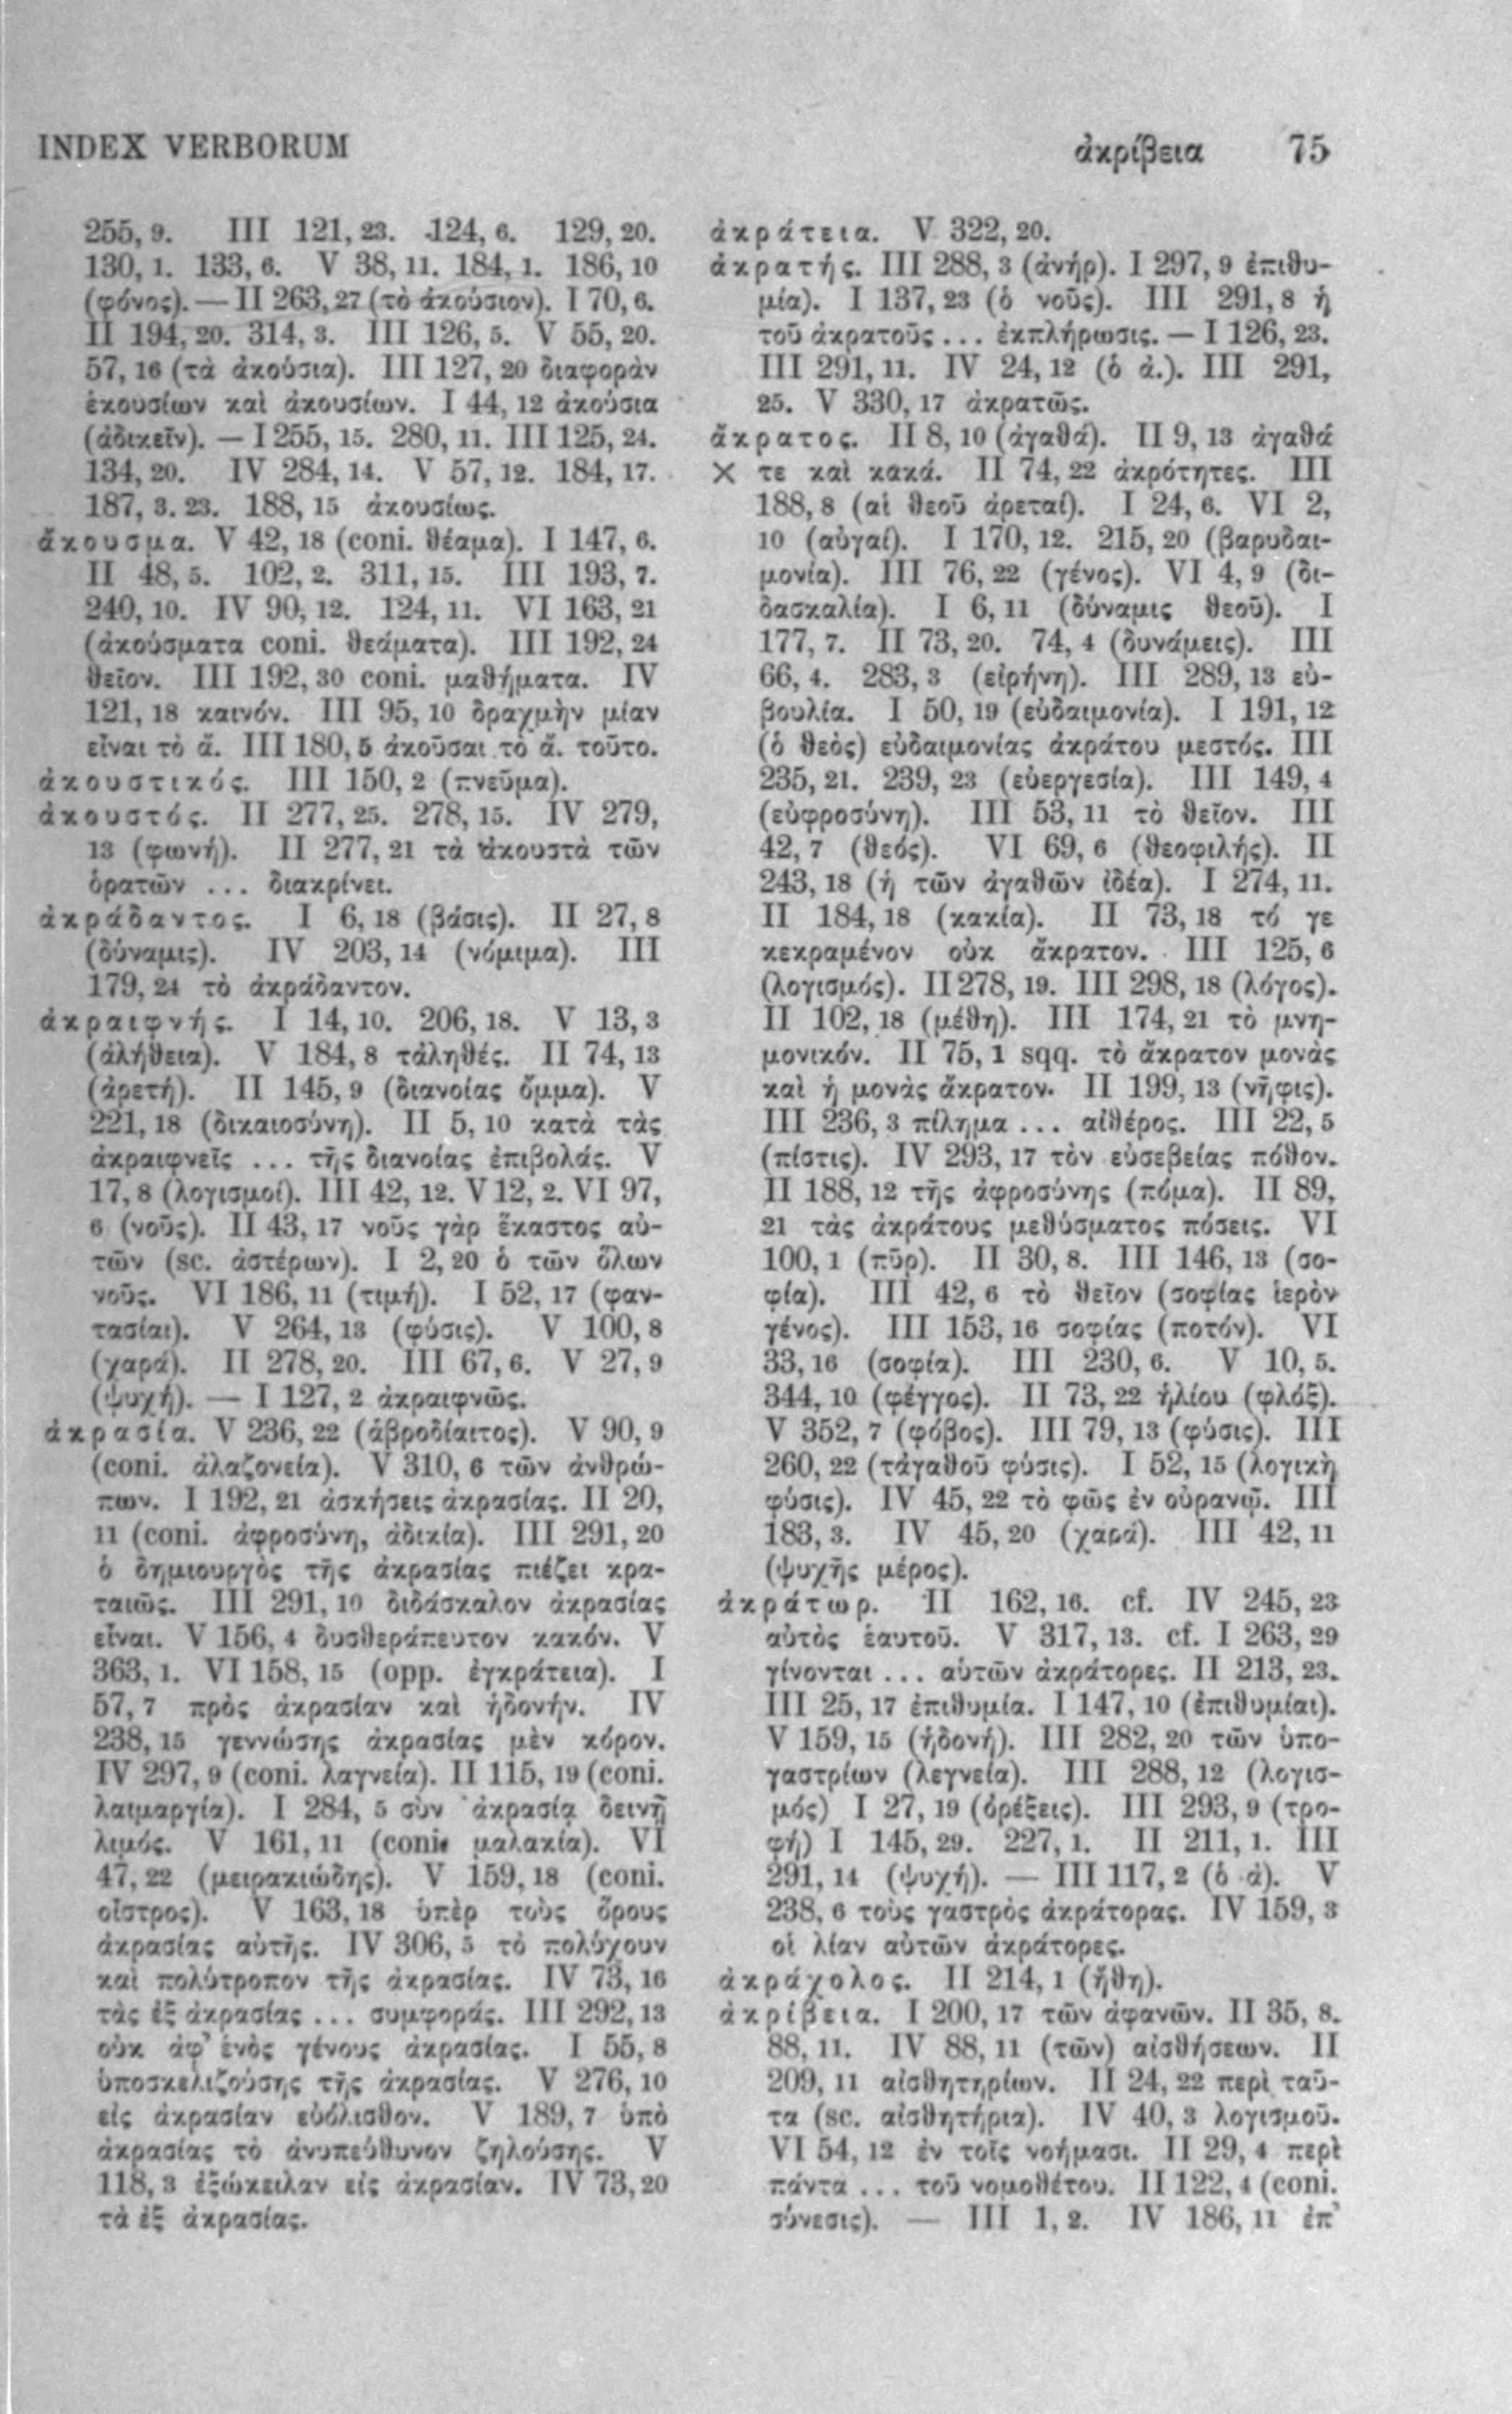 INDEX VERBORUM
ἀκρίβεια 75
255, 9. III 121, 23. 124, 6. 129, 20.
130, 1. 133, 6. V 38, 11. 184, 1. 186, 10
(φόνος). — II 263, 27 (τὸ ἀκούσιον). I 70, 6.
II 194, 20. 314, 3. III 126, 5. V 55, 20.
57, 16 (τὰ ἀκούσια). III 127, 20 διαφορὰν
ἑκουσίων καὶ ἀκουσίων. I 44, 12 ἀκούσια
(ἀδικεῖν). — I 255, 15. 280, 11. III 125, 24.
134, 20. IV 284, 14. V 57, 12. 184, 17.
187, 3. 23. 188, 15 ἀκουσίως.
ἄκουσμα. V 42, 18 (coni. θέαμα). I 147, 6.
II 48, 5. 102, 2. 311, 15. III 193, 7.
240, 10. IV 90, 12. 124, 11. VI 163, 21
(ἀκούσματα coni. θεάματα). III 192, 24
θεῖον. III 192, 30 coni. μαθήματα. IV
121, 18 καινόν. III 95, 10 δραχμὴν μίαν
εἶναι τὸ ἄ. III 180, 5 ἀκοῦσαι τὸ ἄ. τοῦτο.
ἀκουστικός. III 150, 2 (πνεῦμα).
ἀκουστός. II 277, 25. 278, 15. IV 279,
13 (φωνή). II 277, 21 τὰ ἀκουστὰ τῶν
ὁρατῶν ... διακρίνει.
ἀκράδαντος. I 6, 18 (βάσις). II 27, 8
(δύναμις). IV 203, 14 (νόμιμα). III
179, 24 τὸ ἀκράδαντον.
ἀκραιφνής. I 14, 10. 206, 18. V 13, 3
(ἀλήθεια). V 184, 8 τἀληθές. II 74, 13
(ἀρετή). II 145, 9 (διανοίας ὄμμα). V
221, 18 (δικαιοσύνη). II 5, 10 κατὰ τὰς
ἀκραιφνεῖς ... τῆς διανοίας ἐπιβολάς. V
17, 8 (λογισμοί). III 42, 12. V 12, 2. VI 97,
6 (νοῦς). II 43, 17 νοῦς γὰρ ἕκαστος αὐ-
τῶν (sc. ἀστέρων). I 2, 20 ὁ τῶν ὅλων
νοῦς. VI 186, 11 (τιμή). I 52, 17 (φαν-
τασίαι). V 264, 13 (φύσις). V 100, 8
(χαρά). II 278, 20. III 67, 6. V 27, 9
(ψυχή). — I 127, 2 ἀκραιφνῶς.
ἀκρασία. V 236, 22 (ἁβροδίαιτος). V 90, 9
(coni. ἀλαζονεία). V 310, 6 τῶν ἀνθρώ-
πων. I 192, 21 ἀσκήσεις ἀκρασίας. II 20,
11 (coni. ἀφροσύνη, ἀδικία). III 291, 20
ὁ δημιουργὸς τῆς ἀκρασίας πιέζει κρα-
ταιῶς. III 291, 10 διδάσκαλον ἀκρασίας
εἶναι. V 156, 4 δυσθεράπευτον κακόν. V
363, 1. VI 158, 15 (opp. ἐγκράτεια). I
57, 7 πρὸς ἀκρασίαν καὶ ἡδονήν. IV
238, 15 γεννώσης ἀκρασίας μὲν κόρον.
IV 297, 9 (coni. λαγνεία). II 115, 19 (coni.
λαιμαργία). I 284, 5 σὺν ἀκρασίᾳ δεινῇ
λιμός. V 161, 11 (coni. μαλακία). VI
47, 22 (μειρακιώδης). V 159, 18 (coni.
οἶστρος). V 163, 18 ὑπὲρ τοὺς ὅρους
ἀκρασίας αὐτῆς. IV 306, 5 τὸ πολύχουν
καὶ πολύτροπον τῆς ἀκρασίας. IV 73, 16
τὰς ἐξ ἀκρασίας ... συμφοράς. III 292, 13
οὐκ ἀφ' ἑνὸς γένους ἀκρασίας. I 55, 8
ὑποσκελιζούσης τῆς ἀκρασίας. V 276, 10
εἰς ἀκρασίαν εὐόλισθον. V 189, 7 ὑπὸ
ἀκρασίας τὸ ἀνυπεύθυνον ζηλούσης. V
118, 3 ἐξώκειλαν εἰς ἀκρασίαν. IV 73, 20
τὰ ἐξ ἀκρασίας.
ἀκράτεια. V 322, 20.
ἀκρατής. III 288, 3 (ἀνήρ). I 297, 9 ἐπιθυ-
μία). I 137, 23 (ὁ νοῦς). III 291, 8 ἡ
τοῦ ἀκρατοῦς ... ἐκπλήρωσις. — I 126, 23.
III 291, 11. IV 24, 12 (ὁ ἀ.). III 291,
25. V 330, 17 ἀκρατῶς.
ἄκρατος. II 8, 10 (ἀγαθά). II 9, 13 ἀγαθά
X τε καὶ κακά. II 74, 22 ἀκρότητες. III
188, 8 (αἱ θεοῦ ἀρεταί). I 24, 6. VI 2,
10 (αὐγαί). I 170, 12. 215, 20 (βαρυδαι-
μονία). III 76, 22 (γένος). VI 4, 9 (δι-
δασκαλία). I 6, 11 (δύναμις θεοῦ). I
177, 7. II 73, 20. 74, 4 (δυνάμεις). III
66, 4. 283, 3 (εἰρήνη). III 289, 13 εὐ-
βουλία. I 50, 19 (εὐδαιμονία). I 191, 12
(ὁ θεὸς) εὐδαιμονίας ἀκράτου μεστός. III
235, 21. 239, 23 (εὐεργεσία). III 149, 4
(εὐφροσύνη). III 53, 11 τὸ θεῖον. III
42, 7 (θεός). VI 69, 6 (θεοφιλής). II
243, 18 (ἡ τῶν ἀγαθῶν ἰδέα). I 274, 11.
II 184, 18 (κακία). II 73, 18 τό γε
κεκραμένον οὐκ ἄκρατον. III 125, 6
(λογισμός). II 278, 19. III 298, 18 (λόγος).
II 102, 18 (μέθη). III 174, 21 τὸ μνη-
μονικόν. II 75, 1 sqq. τὸ ἄκρατον μονὰς
καὶ ἡ μονὰς ἄκρατον. II 199, 13 (νῆψις).
III 236, 3 πίλημα ... αἰθέρος. III 22, 5
(πίστις). IV 293, 17 τὸν εὐσεβείας πόθον.
II 188, 12 τῆς ἀφροσύνης (πόμα). II 89,
21 τὰς ἀκράτους μεθύσματος πόσεις. VI
100, 1 (πῦρ). II 30, 8. III 146, 13 (σο-
φία). III 42, 6 τὸ θεῖον (σοφίας ἱερὸν
γένος). III 153, 16 σοφίας (ποτόν). VI
33, 16 (σοφία). III 230, 6. V 10, 5.
344, 10 (φέγγος). II 73, 22 ἡλίου (φλόξ).
V 352, 7 (φόβος). III 79, 13 (φύσις). III
260, 22 (τἀγαθοῦ φύσις). I 52, 15 (λογικὴ
φύσις). IV 45, 22 τὸ φῶς ἐν οὐρανῷ. III
183, 3. IV 45, 20 (χαρά). III 42, 11
(ψυχῆς μέρος).
ἀκράτωρ. II 162, 16. cf. IV 245, 23
αὐτὸς ἑαυτοῦ. V 317, 13. cf. I 263, 29
γίνονται ... αὑτῶν ἀκράτορες. II 213, 23.
III 25, 17 ἐπιθυμία. I 147, 10 (ἐπιθυμίαι).
V 159, 15 (ἡδονή). III 282, 20 τῶν ὑπο-
γαστρίων (λεγνεία). III 288, 12 (λογισ-
μός) I 27, 19 (ὀρέξεις). III 293, 9 (τρο-
φή) I 145, 29. 227, 1. II 211, 1. III
291, 14 (ψυχή). — III 117, 2 (ὁ ἀ). V
238, 6 τοὺς γαστρὸς ἀκράτορας. IV 159, 3
οἱ λίαν αὑτῶν ἀκράτορες.
ἀκράχολος. II 214, 1 (ἤθη).
ἀκρίβεια. I 200, 17 τῶν ἀφανῶν. II 35, 8.
88, 11. IV 88, 11 (τῶν) αἰσθήσεων. II
209, 11 αἰσθητηρίων. II 24, 22 περὶ ταῦ-
τα (sc. αἰσθητήρια). IV 40, 3 λογισμοῦ.
VI 54, 12 ἐν τοῖς νοήμασι. II 29, 4 περὶ
πάντα ... τοῦ νομοθέτου. II 122, 4 (coni.
σύνεσις). — III 1, 2. IV 186, 11 ἐπ'